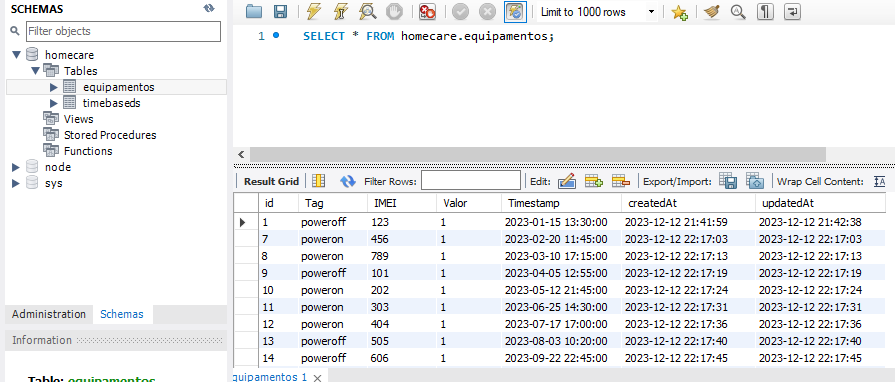 SCHEMAS
Filter objects
homecare
Tables
equipamentos
timebaseds
Views
Stored Procedures
Functions
node
sys
Administration Schemas
Information
Table: equipamentos
Limit to 1000 rows
1 SELECT * FROM homecare.equipamentos;
Result Grid Filter Rows: Edit: Export/Import: Wrap Cell Content:
id Tag IMEI Valor Timestamp createdAt updatedAt
1 poweroff 123 1 2023-01-15 13:30:00 2023-12-12 21:41:59 2023-12-12 21:42:38
7 poweron 456 1 2023-02-20 11:45:00 2023-12-12 22:17:03 2023-12-12 22:17:03
8 poweron 789 1 2023-03-10 17:15:00 2023-12-12 22:17:13 2023-12-12 22:17:13
9 poweroff 101 1 2023-04-05 12:55:00 2023-12-12 22:17:19 2023-12-12 22:17:19
10 poweron 202 1 2023-05-12 21:45:00 2023-12-12 22:17:24 2023-12-12 22:17:24
11 poweron 303 1 2023-06-25 14:30:00 2023-12-12 22:17:31 2023-12-12 22:17:31
12 poweron 404 1 2023-07-17 17:00:00 2023-12-12 22:17:36 2023-12-12 22:17:36
13 poweroff 505 1 2023-08-03 10:20:00 2023-12-12 22:17:40 2023-12-12 22:17:40
14 poweroff 606 1 2023-09-22 22:45:00 2023-12-12 22:17:45 2023-12-12 22:17:45
quipamentos 1